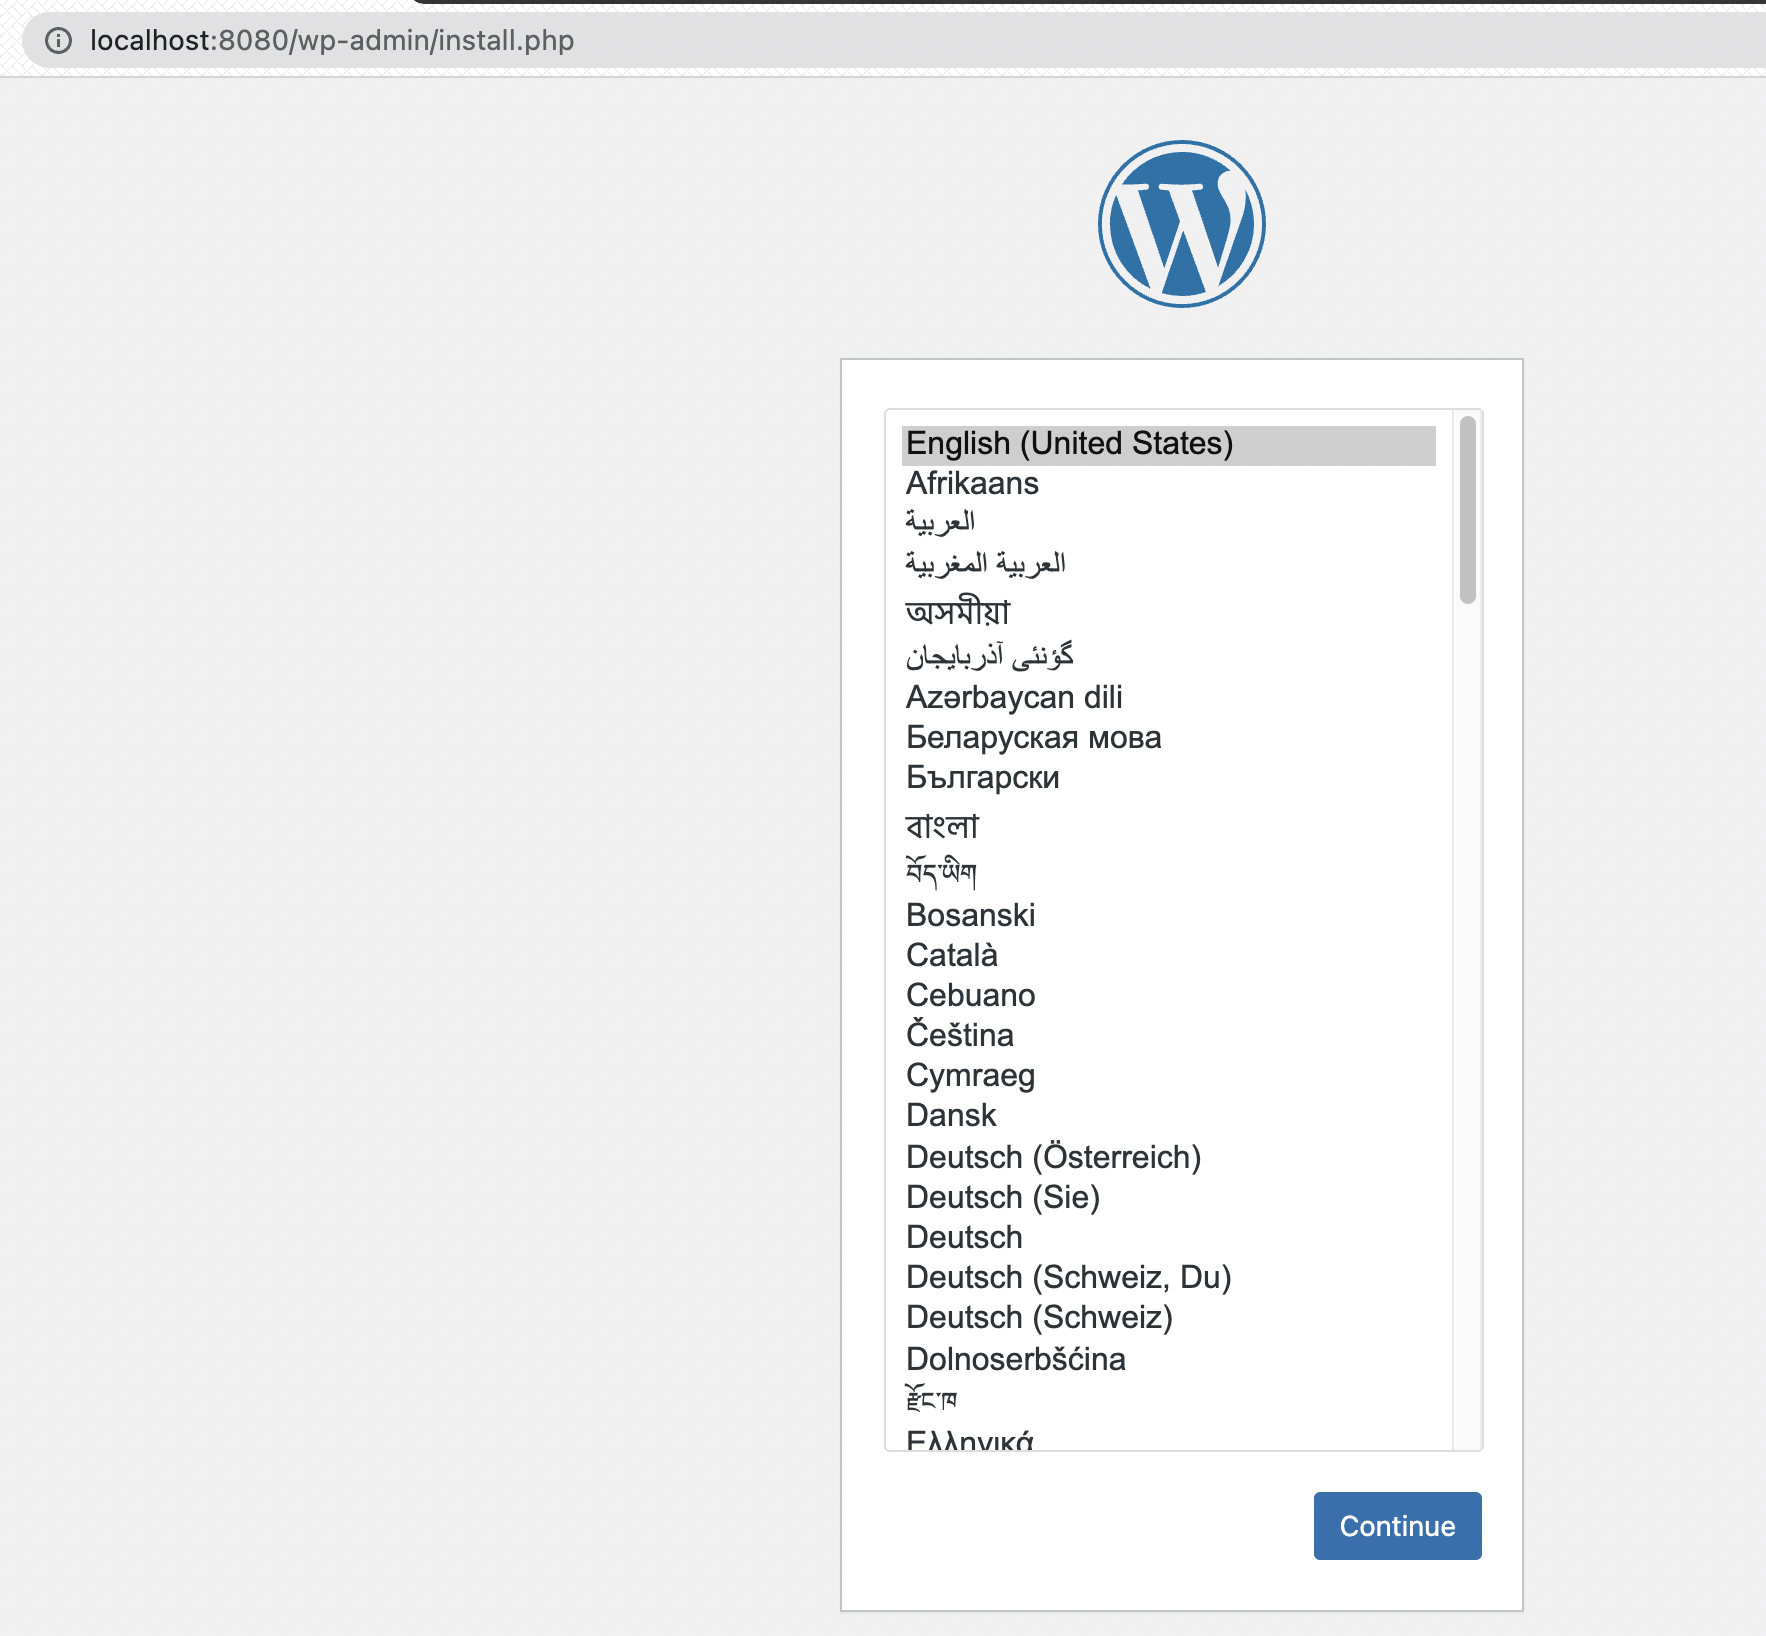 localhost:8080/wp-admin/install.php
English (United States)
Afrikaans
العربية
العربية المغربية
অসমীয়া
گؤنئی آذربایجان
Azərbaycan dili
Беларуская мова
Български
বাংলা
བོད་ཡིག
Bosanski
Català
Cebuano
Čeština
Cymraeg
Dansk
Deutsch (Österreich)
Deutsch (Sie)
Deutsch
Deutsch (Schweiz, Du)
Deutsch (Schweiz)
Dolnoserbšćina
རྫོང་ཁ
Ελληνικά
Continue